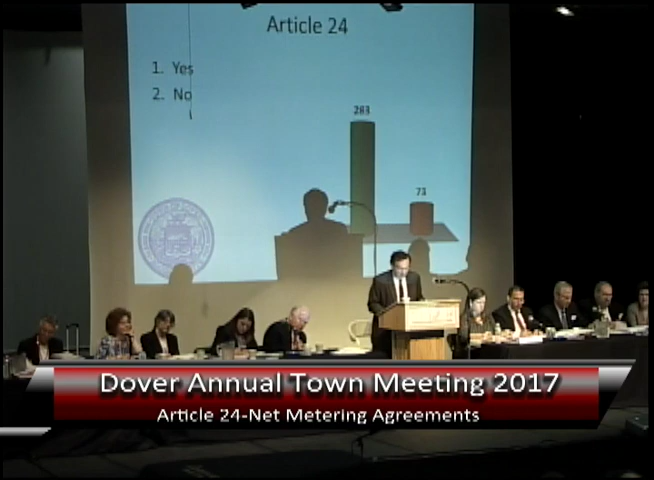 Article 24
1. Yes
2. No
283
73
Dover Annual Town Meeting 2017
Article 24-Net Metering Agreements